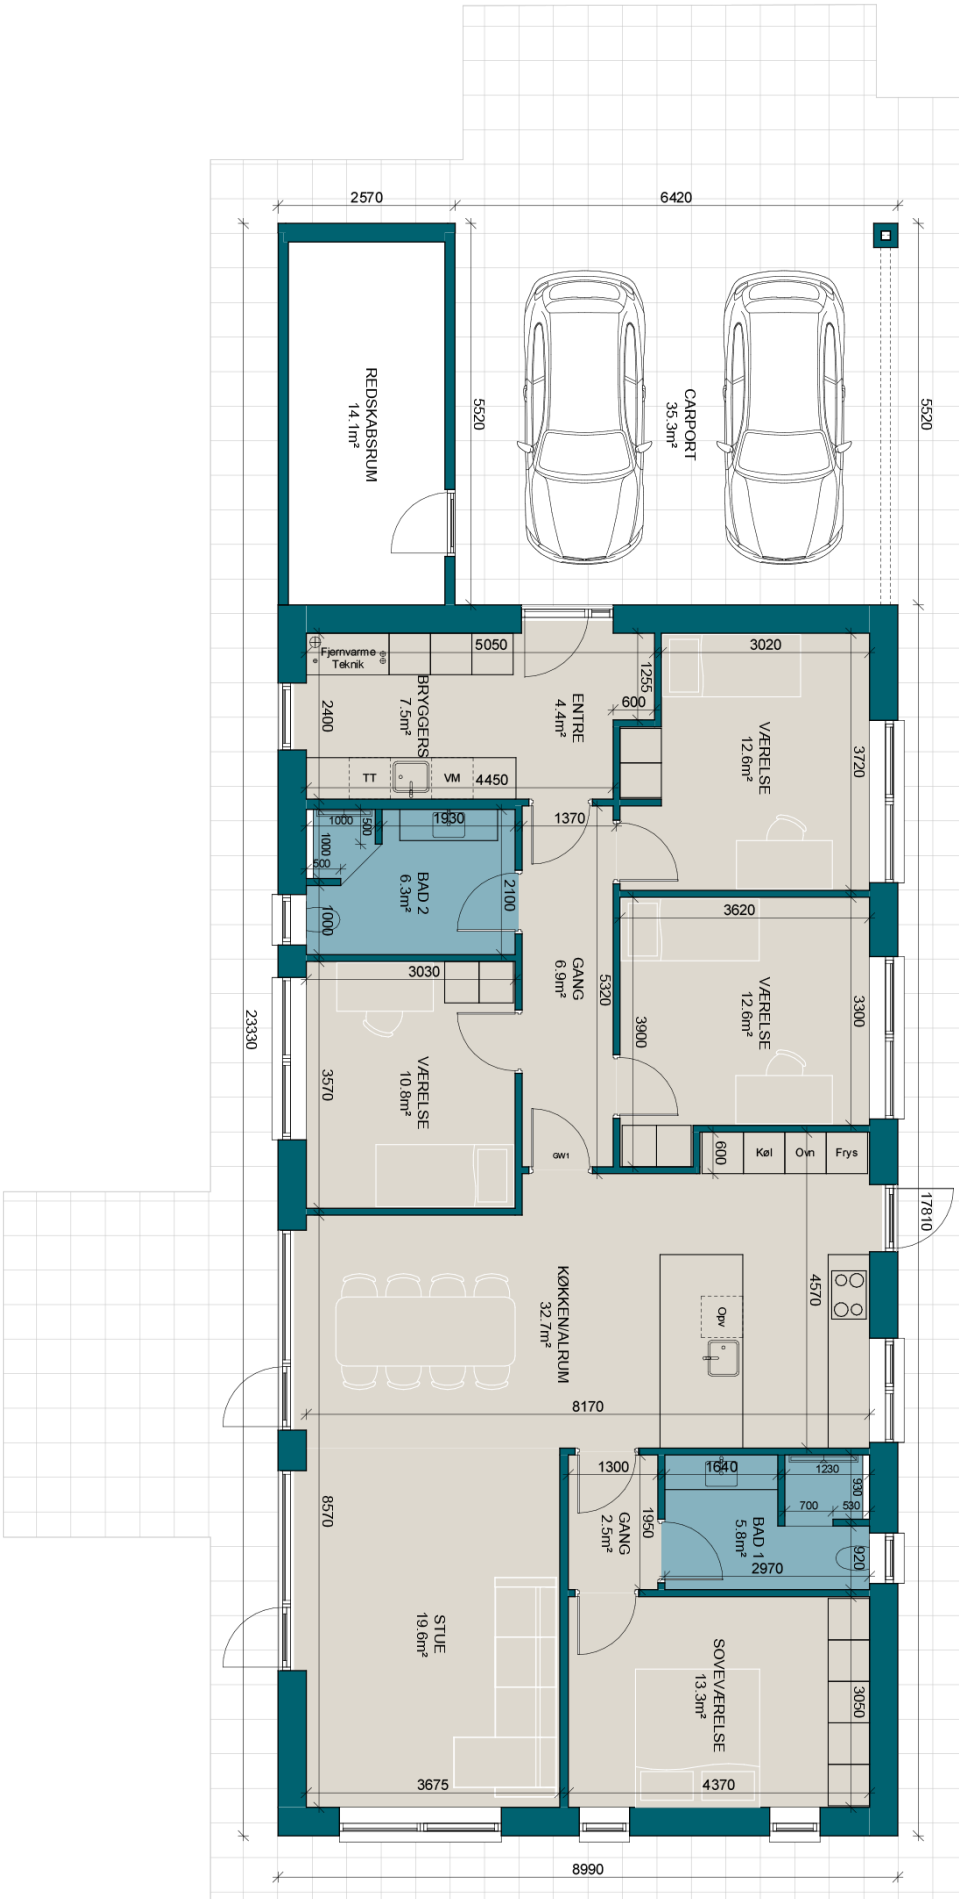 2570
6420
5520
5520
REDSKABSRUM
14.1m²
CARPORT
35.3m²
5050
3020
Fjernvarme
Teknik
1255
600
BRYGGERS
7.5m²
2400
ENTRE
4.4m²
VÆRELSE
12.6m²
3720
TT
VM
4450
1000
500
1000
500
1930
1370
BAD 2
6.3m²
2100
1000
3620
GANG
6.9m²
5320
3900
VÆRELSE
12.6m²
3300
3030
23330
3570
VÆRELSE
10.8m²
GW1
600
Køl
Ovn
Frys
17810
4570
KØKKEN/ALRUM
32.7m²
Opv
8170
8570
1300
1640
1230
930
700
530
GANG
2.5m²
1950
BAD 1
5.8m²
920
2970
STUE
19.6m²
SOVEVÆRELSE
13.3m²
3050
3675
4370
8990